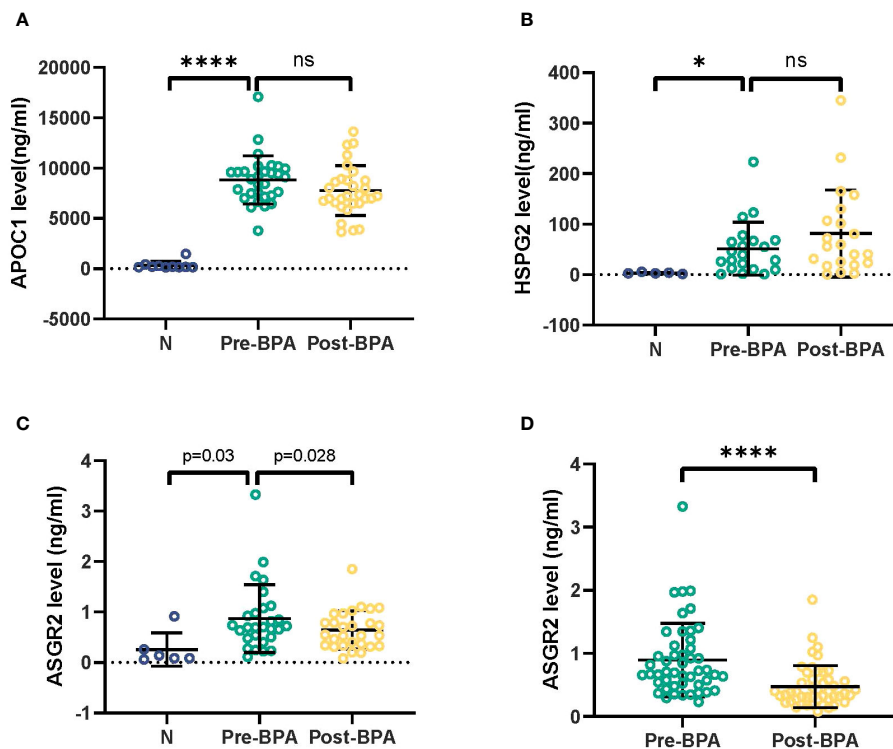 A
APOC1 level(ng/ml)
20000
15000
10000
5000
0
-5000
****
ns
N
Pre-BPA
Post-BPA
B
HSPG2 level(ng/ml)
400
300
200
100
0
-100
*
ns
N
Pre-BPA
Post-BPA
C
ASGR2 level (ng/ml)
4
3
2
1
0
-1
p=0.03
p=0.028
N
Pre-BPA
Post-BPA
D
ASGR2 level (ng/ml)
4
3
2
1
0
****
Pre-BPA
Post-BPA